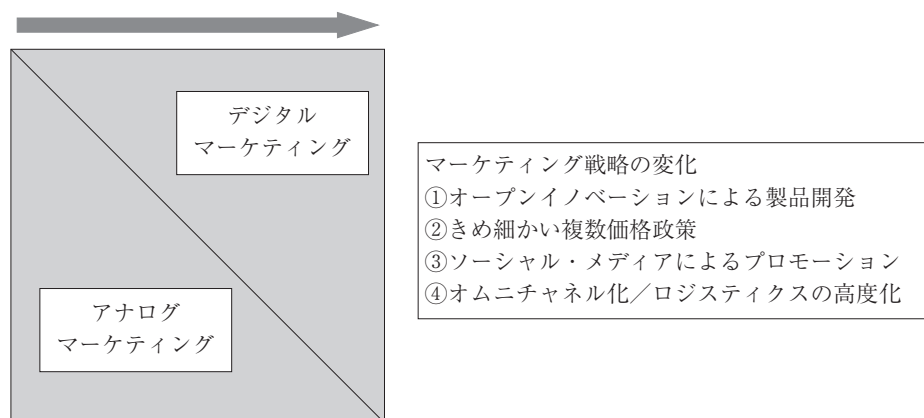 デジタル
マーケティング
マーケティング戦略の変化
①オープンイノベーションによる製品開発
②きめ細かい複数価格政策
③ソーシャル・メディアによるプロモーション
④オムニチャネル化／ロジスティクスの高度化
アナログ
マーケティング